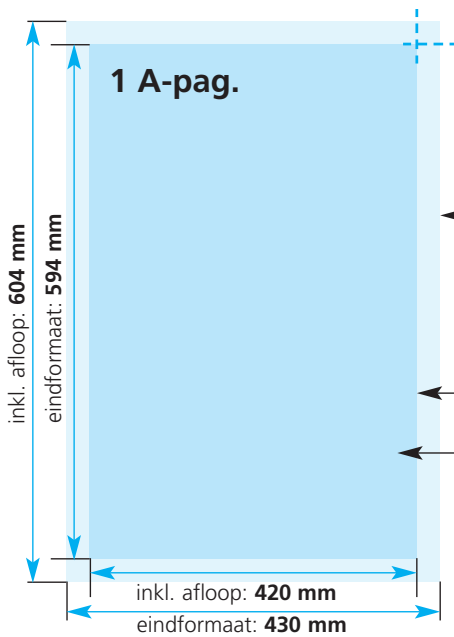 1 A-pag.
inkl. afloop: 604 mm
eindformaat: 594 mm
inkl. afloop: 420 mm
eindformaat: 430 mm